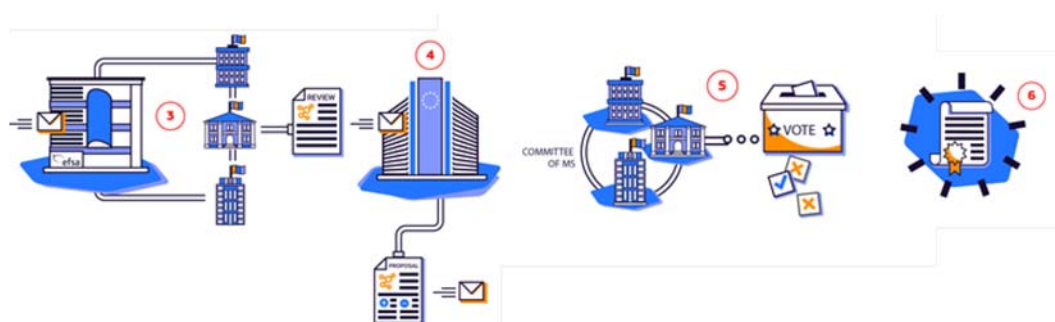 3
efsa
REVIEW
4
PROPOSAL
COMMITTEE
OF MS
5
VOTE
6